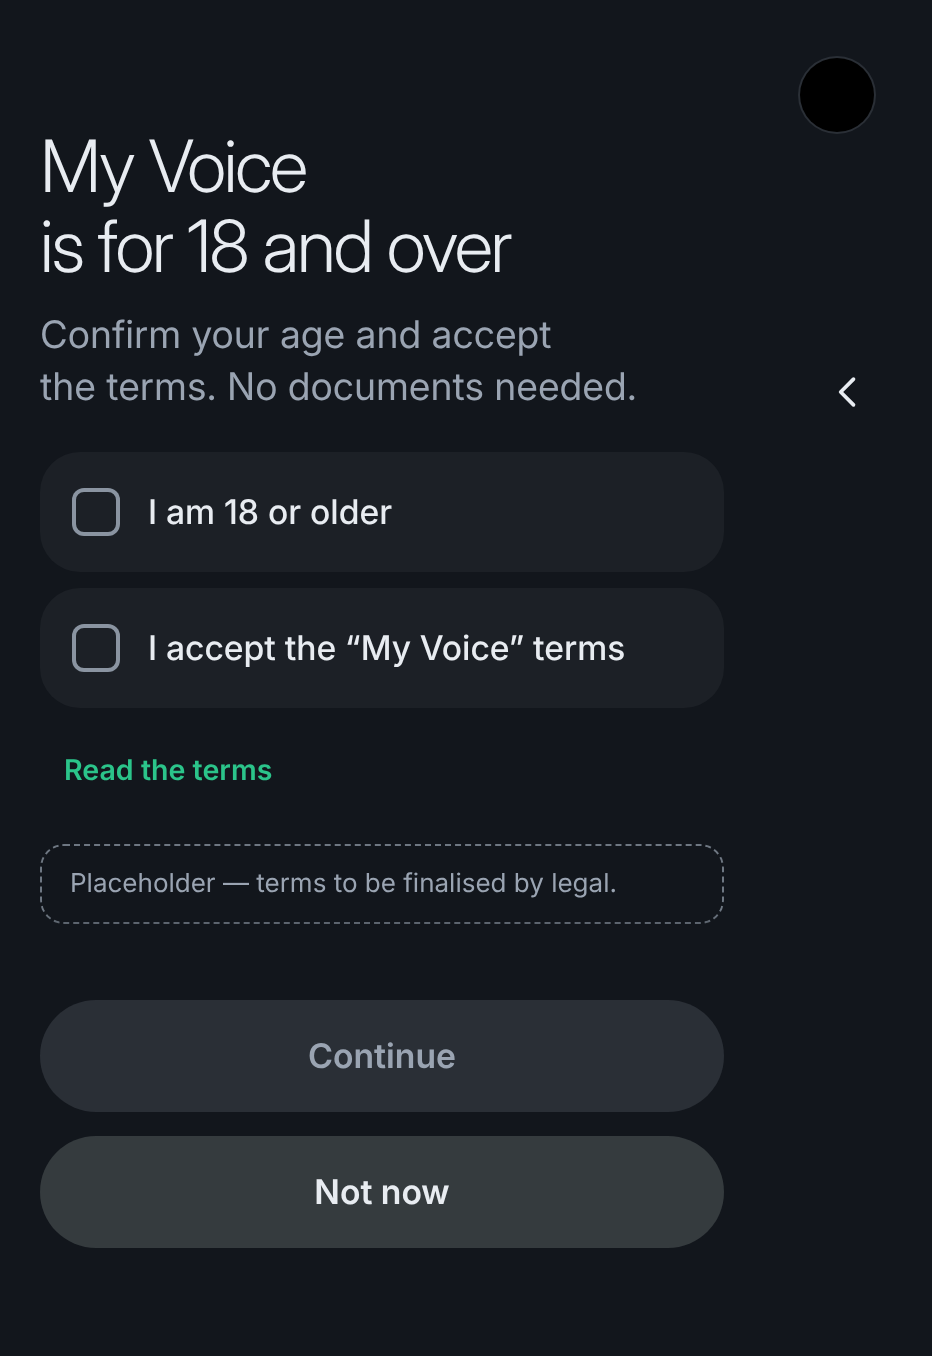 My Voice
is for 18 and over
Confirm your age and accept
the terms. No documents needed.
I am 18 or older
I accept the “My Voice” terms
Read the terms
Placeholder — terms to be finalised by legal.
Continue
Not now